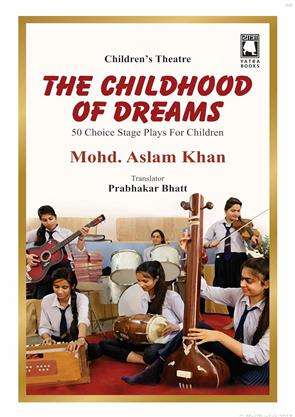 Children's Theatre
YATRA
BOOKS
THE CHILDHOOD
OF DREAMS
50 Choice Stage Plays For Children
Mohd. Aslam Khan
Translator
Prabhakar Bhatt